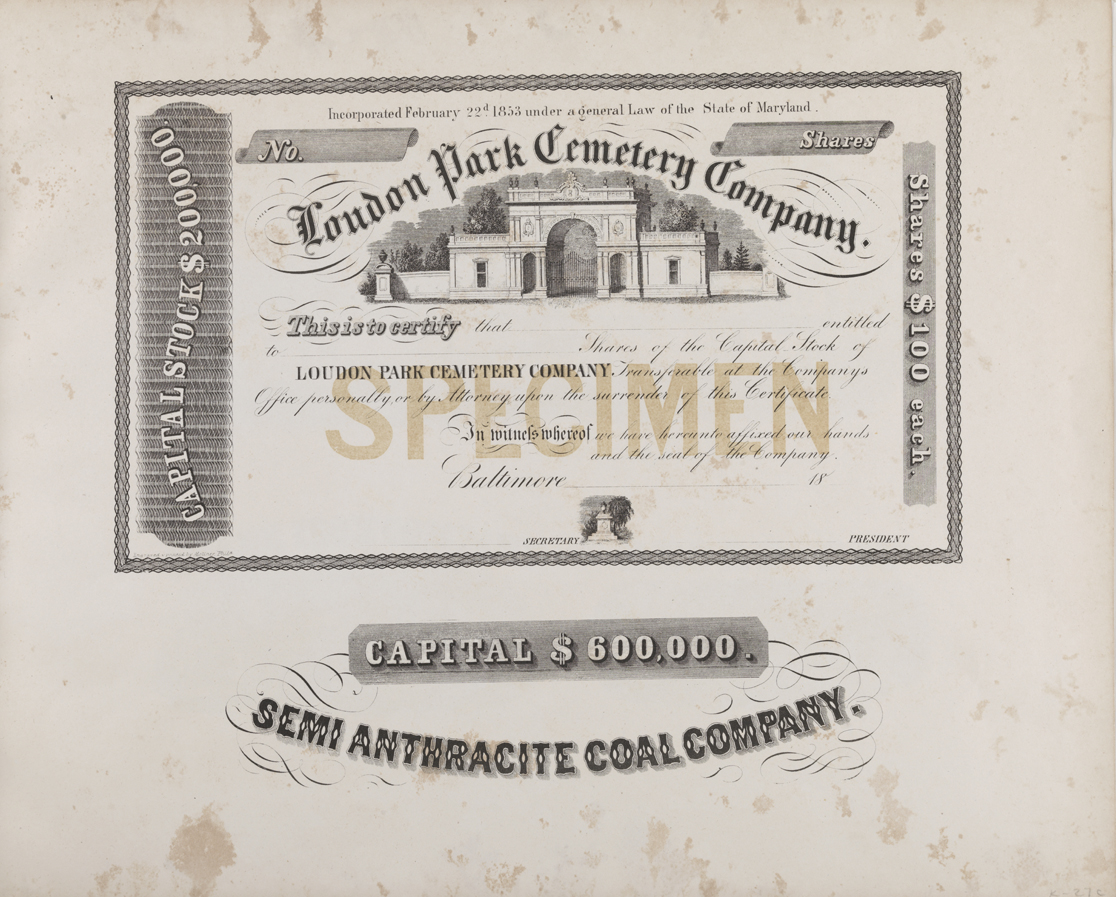 Incorporated February 22d 1853 under a general Law of the State of Maryland.
No.
Shares
Loudon Park Cemetery Company.
CAPITAL STOCK $ 200,000.
Shares $ 100 each.
This is to certify that entitled
to Shares of the Capital Stock of
LOUDON PARK CEMETERY COMPANY. Transferable at the Companys
Office personally, or by Attorney upon the surrender of this Certificate.
SPECIMEN
In witness whereof we have hereunto affixed our hands
and the seal of the Company.
Baltimore 18
SECRETARY
PRESIDENT
CAPITAL $ 600,000.
SEMI ANTHRACITE COAL COMPANY.